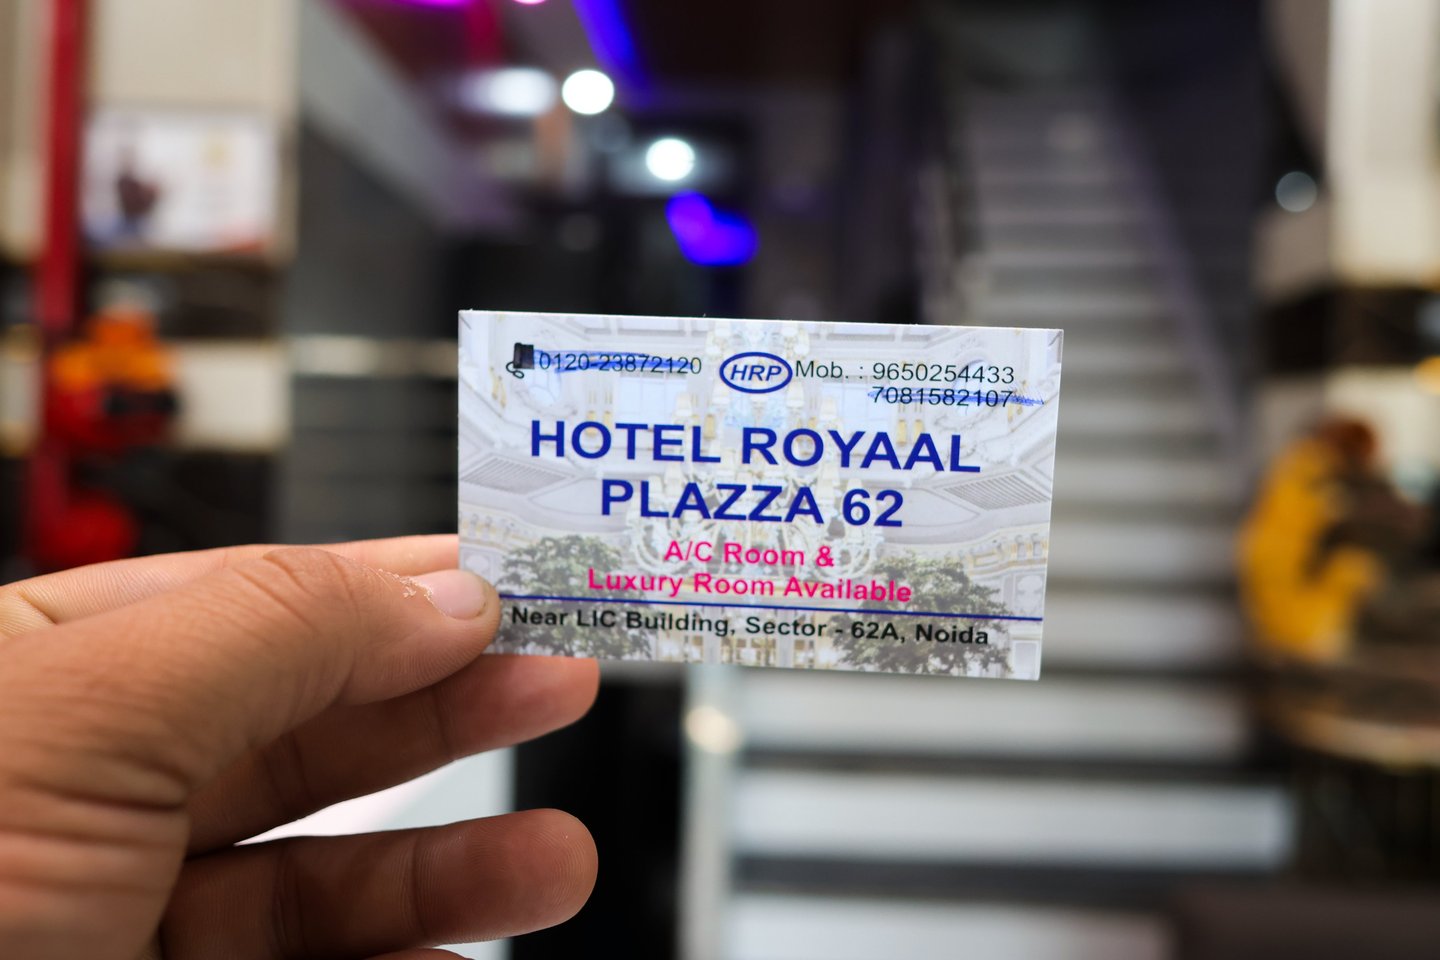 0120-23872120 HRP Mob. : 9650254433
7081582107
HOTEL ROYAAL
PLAZZA 62
A/C Room &
Luxury Room Available
Near LIC Building, Sector - 62A, Noida